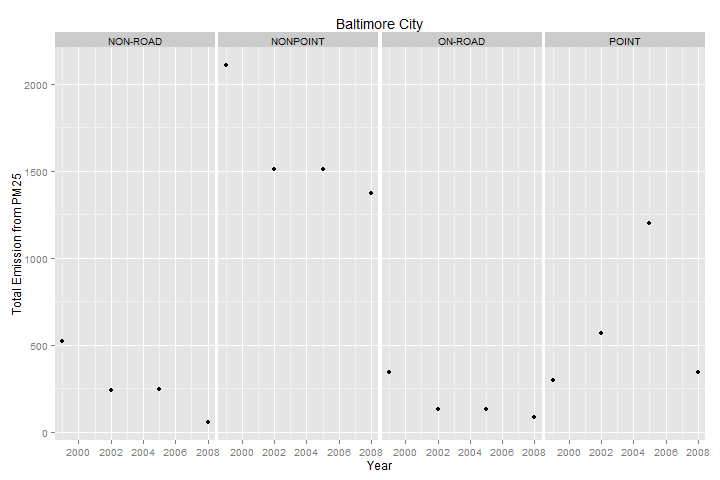 Baltimore City
NON-ROAD NONPOINT ON-ROAD POINT
2000
1500
1000
500
0
Total Emission from PM25
2000 2002 2004 2006 2008 2000 2002 2004 2006 2008 2000 2002 2004 2006 2008 2000 2002 2004 2006 2008
Year